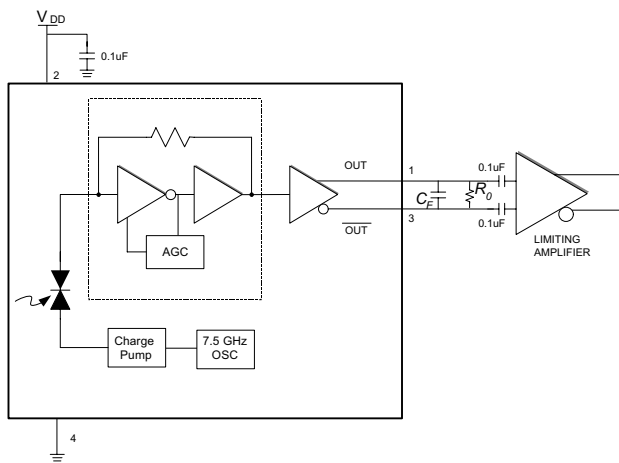 VDD
0.1uF
2
OUT
1
0.1uF
CF
R0
AGC
OUT
3
0.1uF
LIMITING
AMPLIFIER
Charge
Pump
7.5 GHz
OSC
4